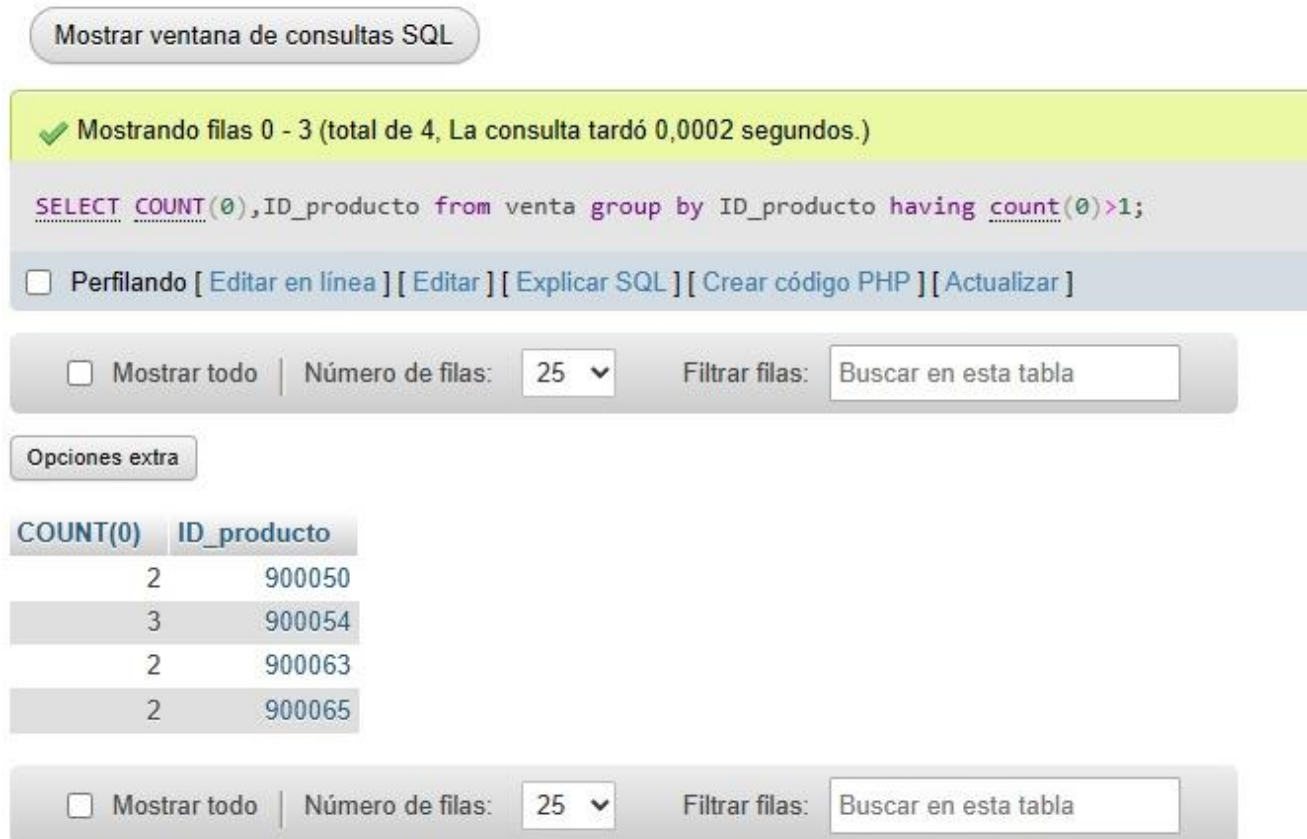 Mostrar ventana de consultas SQL
Mostrando filas 0 - 3 (total de 4, La consulta tardó 0,0002 segundos.)
SELECT COUNT(0),ID_producto from venta group by ID_producto having count(0)>1;
Perfilando [ Editar en línea ] [ Editar ] [ Explicar SQL ] [ Crear código PHP ] [ Actualizar ]
Mostrar todo | Número de filas: 25 Filtrar filas: Buscar en esta tabla
Opciones extra
COUNT(0) ID_producto
2 900050
3 900054
2 900063
2 900065
Mostrar todo | Número de filas: 25 Filtrar filas: Buscar en esta tabla